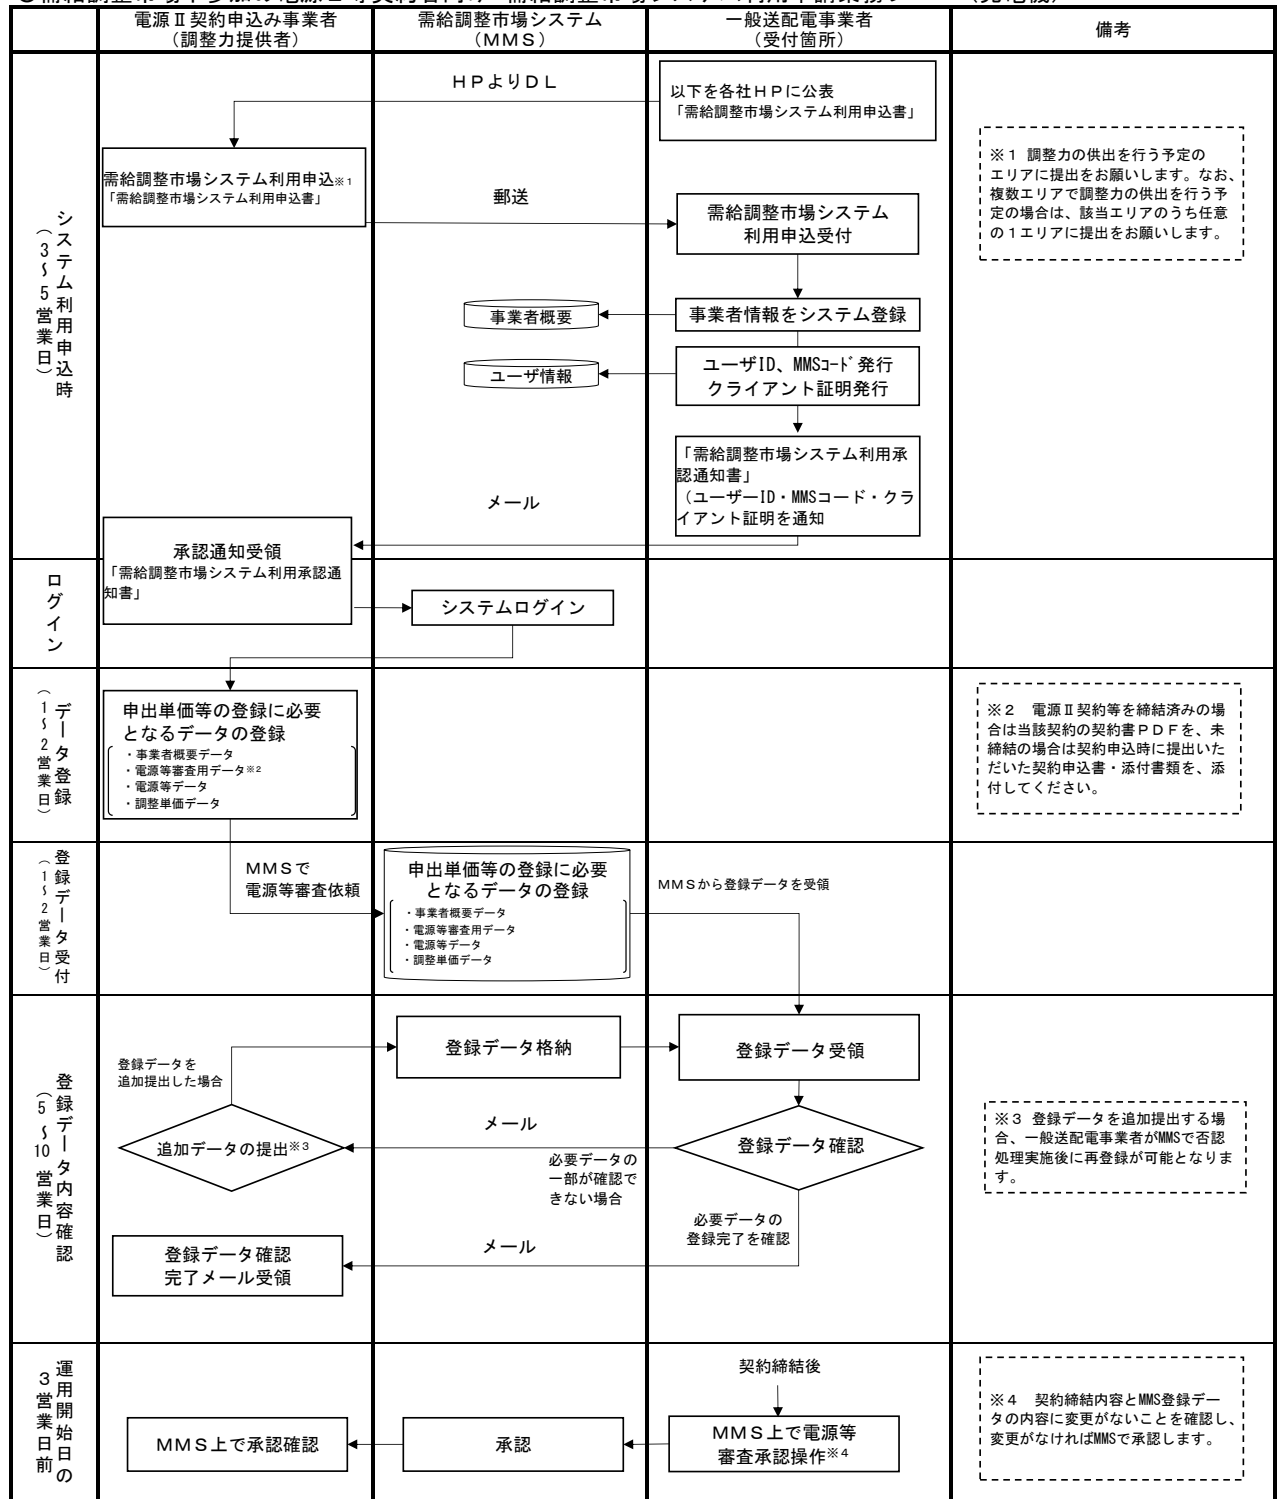 電源Ⅱ契約申込み事業者
（調整力提供者）
需給調整市場システム
（ＭＭＳ）
一般送配電事業者
（受付箇所）
備考
システム利用申込時
（３～５営業日）
ＨＰよりＤＬ
以下を各社ＨＰに公表
「需給調整市場システム利用申込書」
需給調整市場システム利用申込※１
「需給調整市場システム利用申込書」
郵送
需給調整市場システム
利用申込受付
※１ 調整力の供出を行う予定の
エリアに提出をお願いします。なお、
複数エリアで調整力の供出を行う予
定の場合は、該当エリアのうち任意
の１エリアに提出をお願いします。
事業者概要
事業者情報をシステム登録
ユーザ情報
ユーザID、MMSｺｰﾄﾞ発行
クライアント証明発行
「需給調整市場システム利用承
認通知書」
（ユーザーID・MMSコード・クラ
イアント証明を通知
メール
承認通知受領
「需給調整市場システム利用承認通
知書」
ログイン
システムログイン
データ登録
（１～２営業日）
申出単価等の登録に必要
となるデータの登録
・事業者概要データ
・電源等審査用データ※２
・電源等データ
・調整単価データ
※２　電源Ⅱ契約等を締結済みの場
合は当該契約の契約書ＰＤＦを、未
締結の場合は契約申込時に提出いた
だいた契約申込書・添付書類を、添
付してください。
登録データ受付
（１～２営業日）
ＭＭＳで
電源等審査依頼
申出単価等の登録に必要
となるデータの登録
・事業者概要データ
・電源等審査用データ
・電源等データ
・調整単価データ
ＭＭＳから登録データを受領
登録データ内容確認
（５～10営業日）
登録データを
追加提出した場合
登録データ格納
登録データ受領
追加データの提出※３
メール
必要データの
一部が確認で
きない場合
登録データ確認
※３ 登録データを追加提出する場
合、一般送配電事業者がMMSで否認
処理実施後に再登録が可能となりま
す。
必要データの
登録完了を確認
メール
登録データ確認
完了メール受領
運用開始日の
３営業日前
契約締結後
ＭＭＳ上で承認確認
承認
ＭＭＳ上で電源等
審査承認操作※４
※４　契約締結内容とMMS登録デー
タの内容に変更がないことを確認し、
変更がなければMMSで承認します。